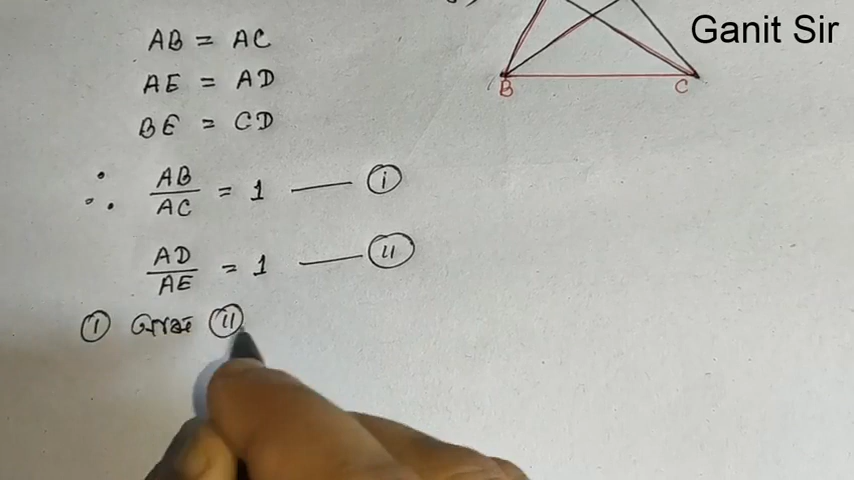 Ganit Sir
AB = AC
AE = AD
BE = CD
B C
∴ AB/AC = 1 —— (i)
AD/AE = 1 —— (ii)
(i) (ii)